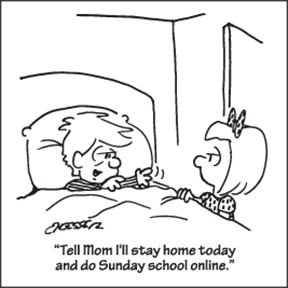 "Tell Mom I'll stay home today
and do Sunday school online."